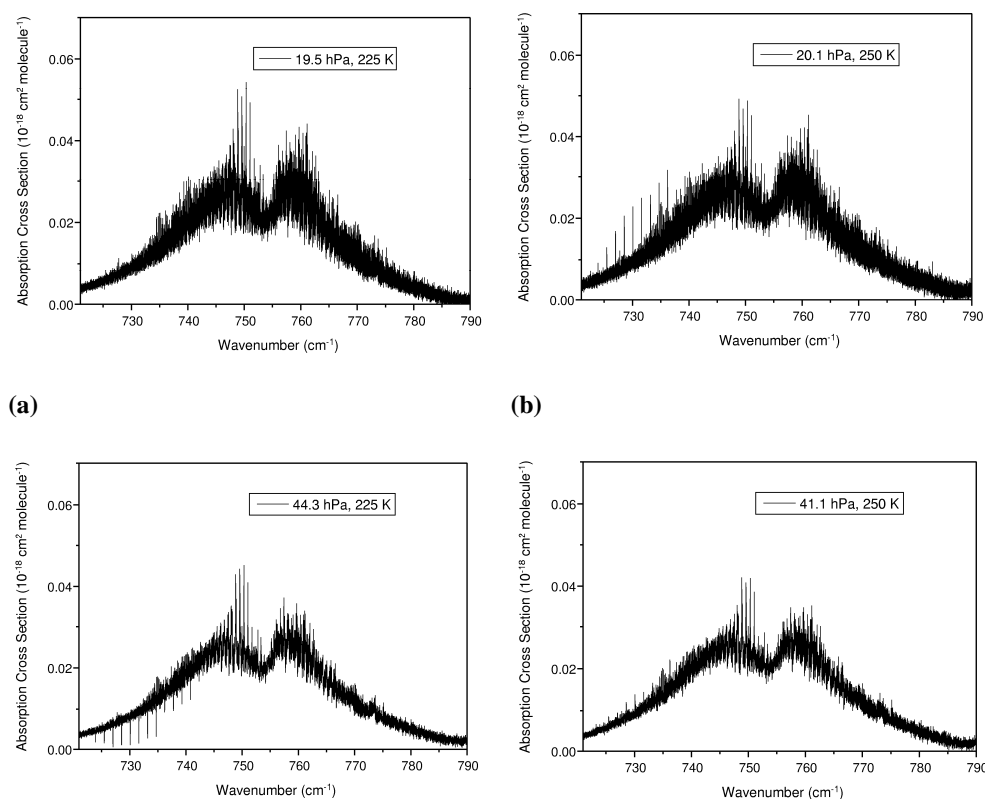 0.06
0.04
0.02
0.00
Absorption Cross Section (10⁻¹⁸ cm² molecule⁻¹)
19.5 hPa, 225 K
730 740 750 760 770 780 790
Wavenumber (cm⁻¹)
0.06
0.04
0.02
0.00
Absorption Cross Section (10⁻¹⁸ cm² molecule⁻¹)
20.1 hPa, 250 K
730 740 750 760 770 780 790
Wavenumber (cm⁻¹)
(a)
(b)
0.06
0.04
0.02
0.00
Absorption Cross Section (10⁻¹⁸ cm² molecule⁻¹)
44.3 hPa, 225 K
730 740 750 760 770 780 790
Wavenumber (cm⁻¹)
0.06
0.04
0.02
0.00
Absorption Cross Section (10⁻¹⁸ cm² molecule⁻¹)
41.1 hPa, 250 K
730 740 750 760 770 780 790
Wavenumber (cm⁻¹)